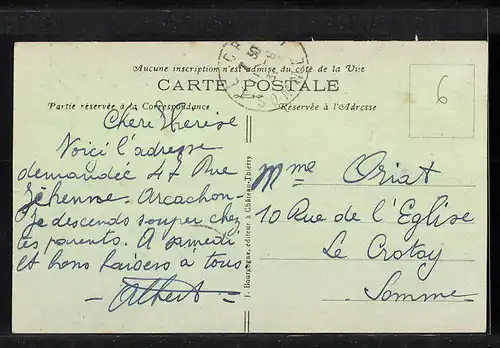 Aucune inscription n'est admise du côté de la Vue
CARTE POSTALE
Partie réservée à la Correspondance
Réservée à l'Adresse
6
Chère Thérèse
Voici l'adresse
demandée 47 Rue
Jéhenne. Arcachon-
Je descends souper chez
tes parents. A samedi
et bons baisers à tous
- Albert -
J. Bourgogne éditeur à Château-Thierry
Mme Oriat
10 Rue de l'Eglise
Le Crotoy
Somme